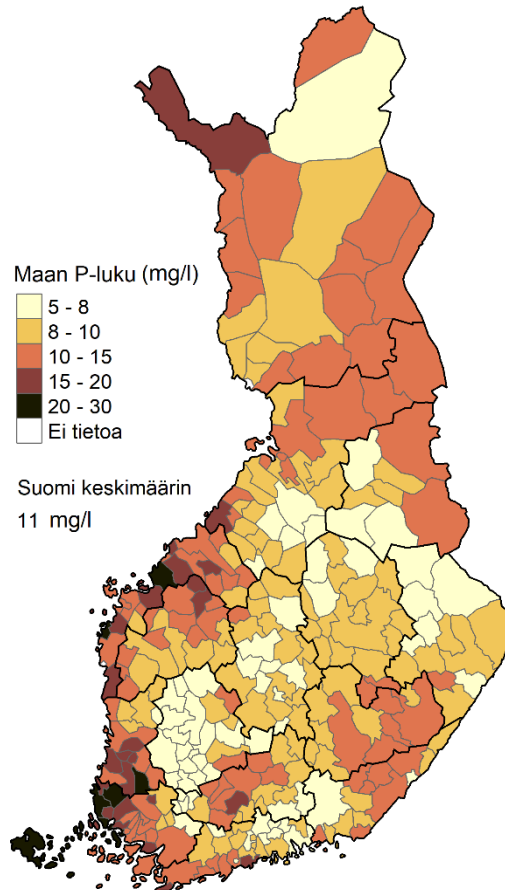 Maan P-luku (mg/l)
5 - 8
8 - 10
10 - 15
15 - 20
20 - 30
Ei tietoa
Suomi keskimäärin
11 mg/l